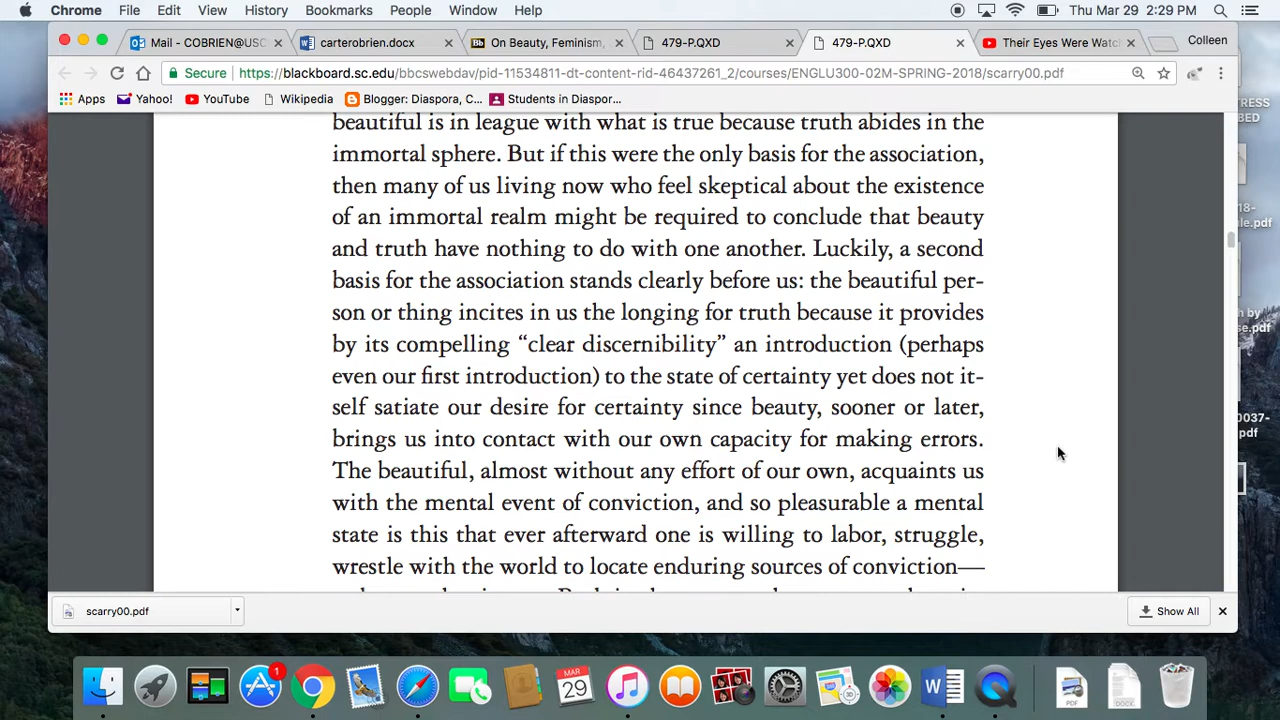 Chrome File Edit View History Bookmarks People Window Help Thu Mar 29 2:29 PM
Mail - COBRIEN@USC carterobrien.docx On Beauty, Feminism, 479-P.QXD 479-P.QXD Their Eyes Were Watc Colleen
Secure https://blackboard.sc.edu/bbcswebdav/pid-11534811-dt-content-rid-46437261_2/courses/ENGLU300-02M-SPRING-2018/scarry00.pdf
Apps Yahoo! YouTube Wikipedia Blogger: Diaspora, C... Students in Diaspor...
beautiful is in league with what is true because truth abides in the
immortal sphere. But if this were the only basis for the association,
then many of us living now who feel skeptical about the existence
of an immortal realm might be required to conclude that beauty
and truth have nothing to do with one another. Luckily, a second
basis for the association stands clearly before us: the beautiful per-
son or thing incites in us the longing for truth because it provides
by its compelling “clear discernibility” an introduction (perhaps
even our first introduction) to the state of certainty yet does not it-
self satiate our desire for certainty since beauty, sooner or later,
brings us into contact with our own capacity for making errors.
The beautiful, almost without any effort of our own, acquaints us
with the mental event of conviction, and so pleasurable a mental
state is this that ever afterward one is willing to labor, struggle,
wrestle with the world to locate enduring sources of conviction—
scarry00.pdf Show All
MAR
29
1
PDF